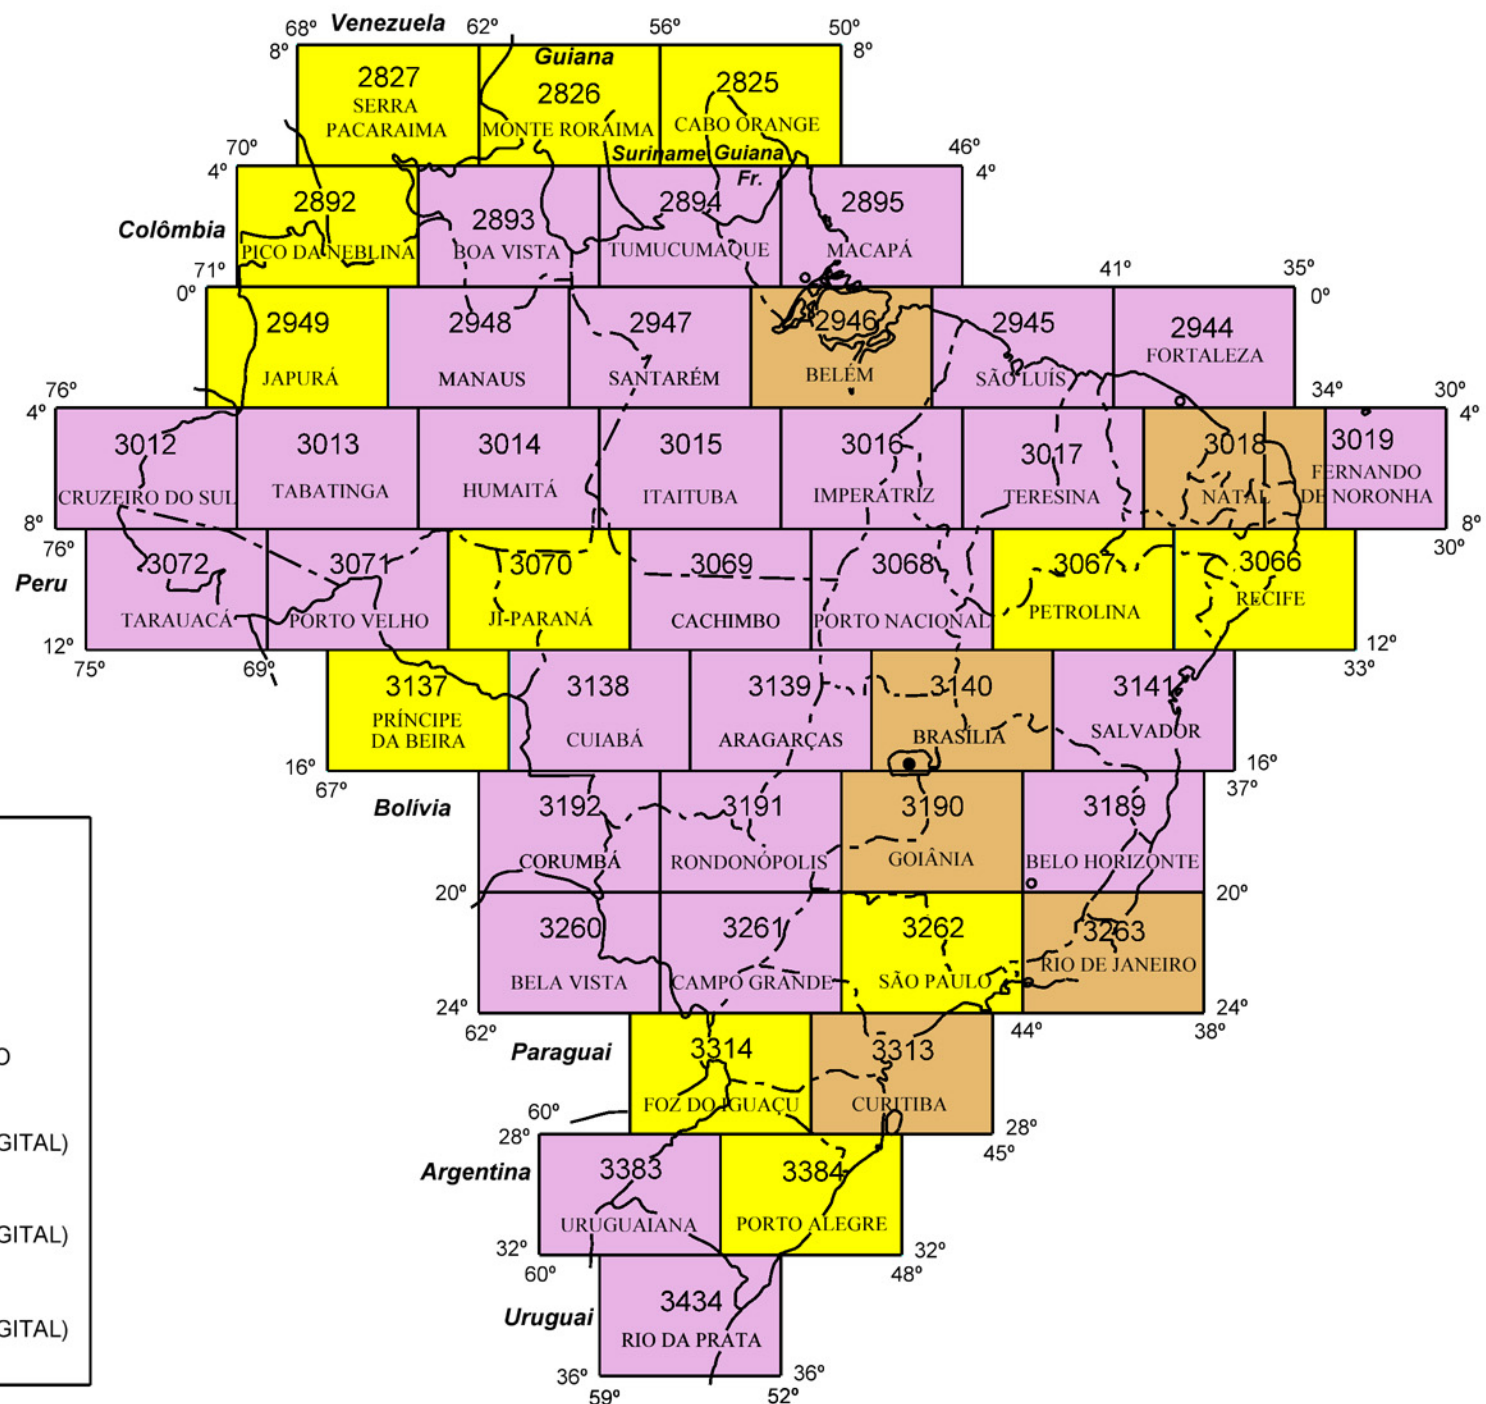 68º Venezuela 62º 56º 50º
8º Guiana 8º
2827 2826 2825
SERRA
PACARAIMA MONTE RORAIMA CABO ORANGE
70º Suriname Guiana 46º
4º Fr. 4º
2892 2893 2894 2895
Colômbia
PICO DA NEBLINA BOA VISTA TUMUCUMAQUE MACAPÁ
71º 41º 35º
0º 0º
2949 2948 2947 2946 2945 2944
JAPURÁ MANAUS SANTARÉM BELÉM SÃO LUÍS FORTALEZA
76º 34º 30º
4º 4º
3012 3013 3014 3015 3016 3017 3018 3019
CRUZEIRO DO SUL TABATINGA HUMAITÁ ITAITUBA IMPERATRIZ TERESINA NATAL FERNANDO
DE NORONHA
8º 8º
76º 30º
Peru
3072 3071 3070 3069 3068 3067 3066
TARAUACÁ PORTO VELHO JI-PARANÁ CACHIMBO PORTO NACIONAL PETROLINA RECIFE
12º 12º
75º 69º 33º
3137 3138 3139 3140 3141
PRÍNCIPE
DA BEIRA CUIABÁ ARAGARÇAS BRASÍLIA SALVADOR
16º 16º
67º 37º
Bolívia
3192 3191 3190 3189
CORUMBÁ RONDONÓPOLIS GOIÂNIA BELO HORIZONTE
20º 20º
3260 3261 3262 3263
BELA VISTA CAMPO GRANDE SÃO PAULO RIO DE JANEIRO
24º 24º
62º 44º 38º
Paraguai
3314 3313
FOZ DO IGUAÇU CURITIBA
60º
28º 28º
45º
Argentina
3383 3384
URUGUAIANA PORTO ALEGRE
32º 32º
60º 48º
Uruguai
3434
RIO DA PRATA
36º 36º
59º 52º
O
GITAL)
GITAL)
GITAL)